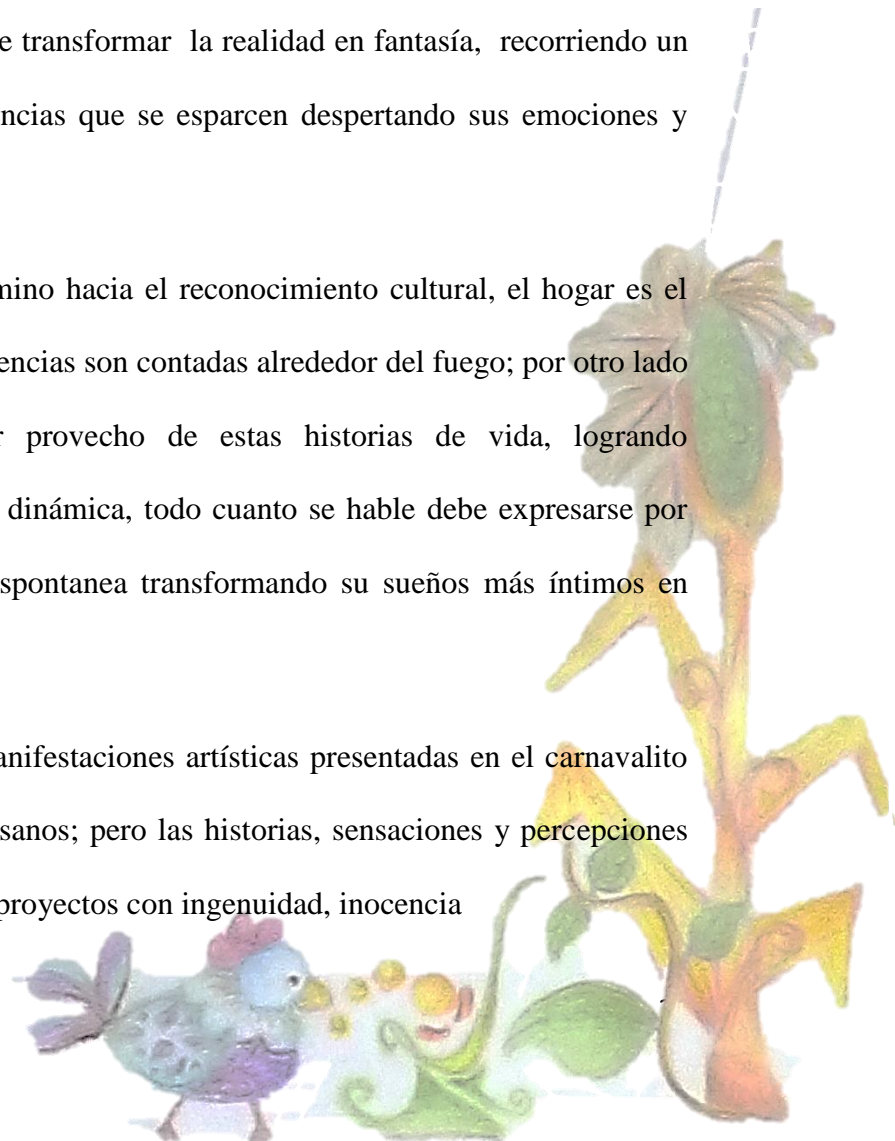 e transformar la realidad en fantasía, recorriendo un
ncias que se esparcen despertando sus emociones y
mino hacia el reconocimiento cultural, el hogar es el
encias son contadas alrededor del fuego; por otro lado
r provecho de estas historias de vida, logrando
dinámica, todo cuanto se hable debe expresarse por
spontanea transformando su sueños más íntimos en
anifestaciones artísticas presentadas en el carnavalito
sanos; pero las historias, sensaciones y percepciones
proyectos con ingenuidad, inocencia